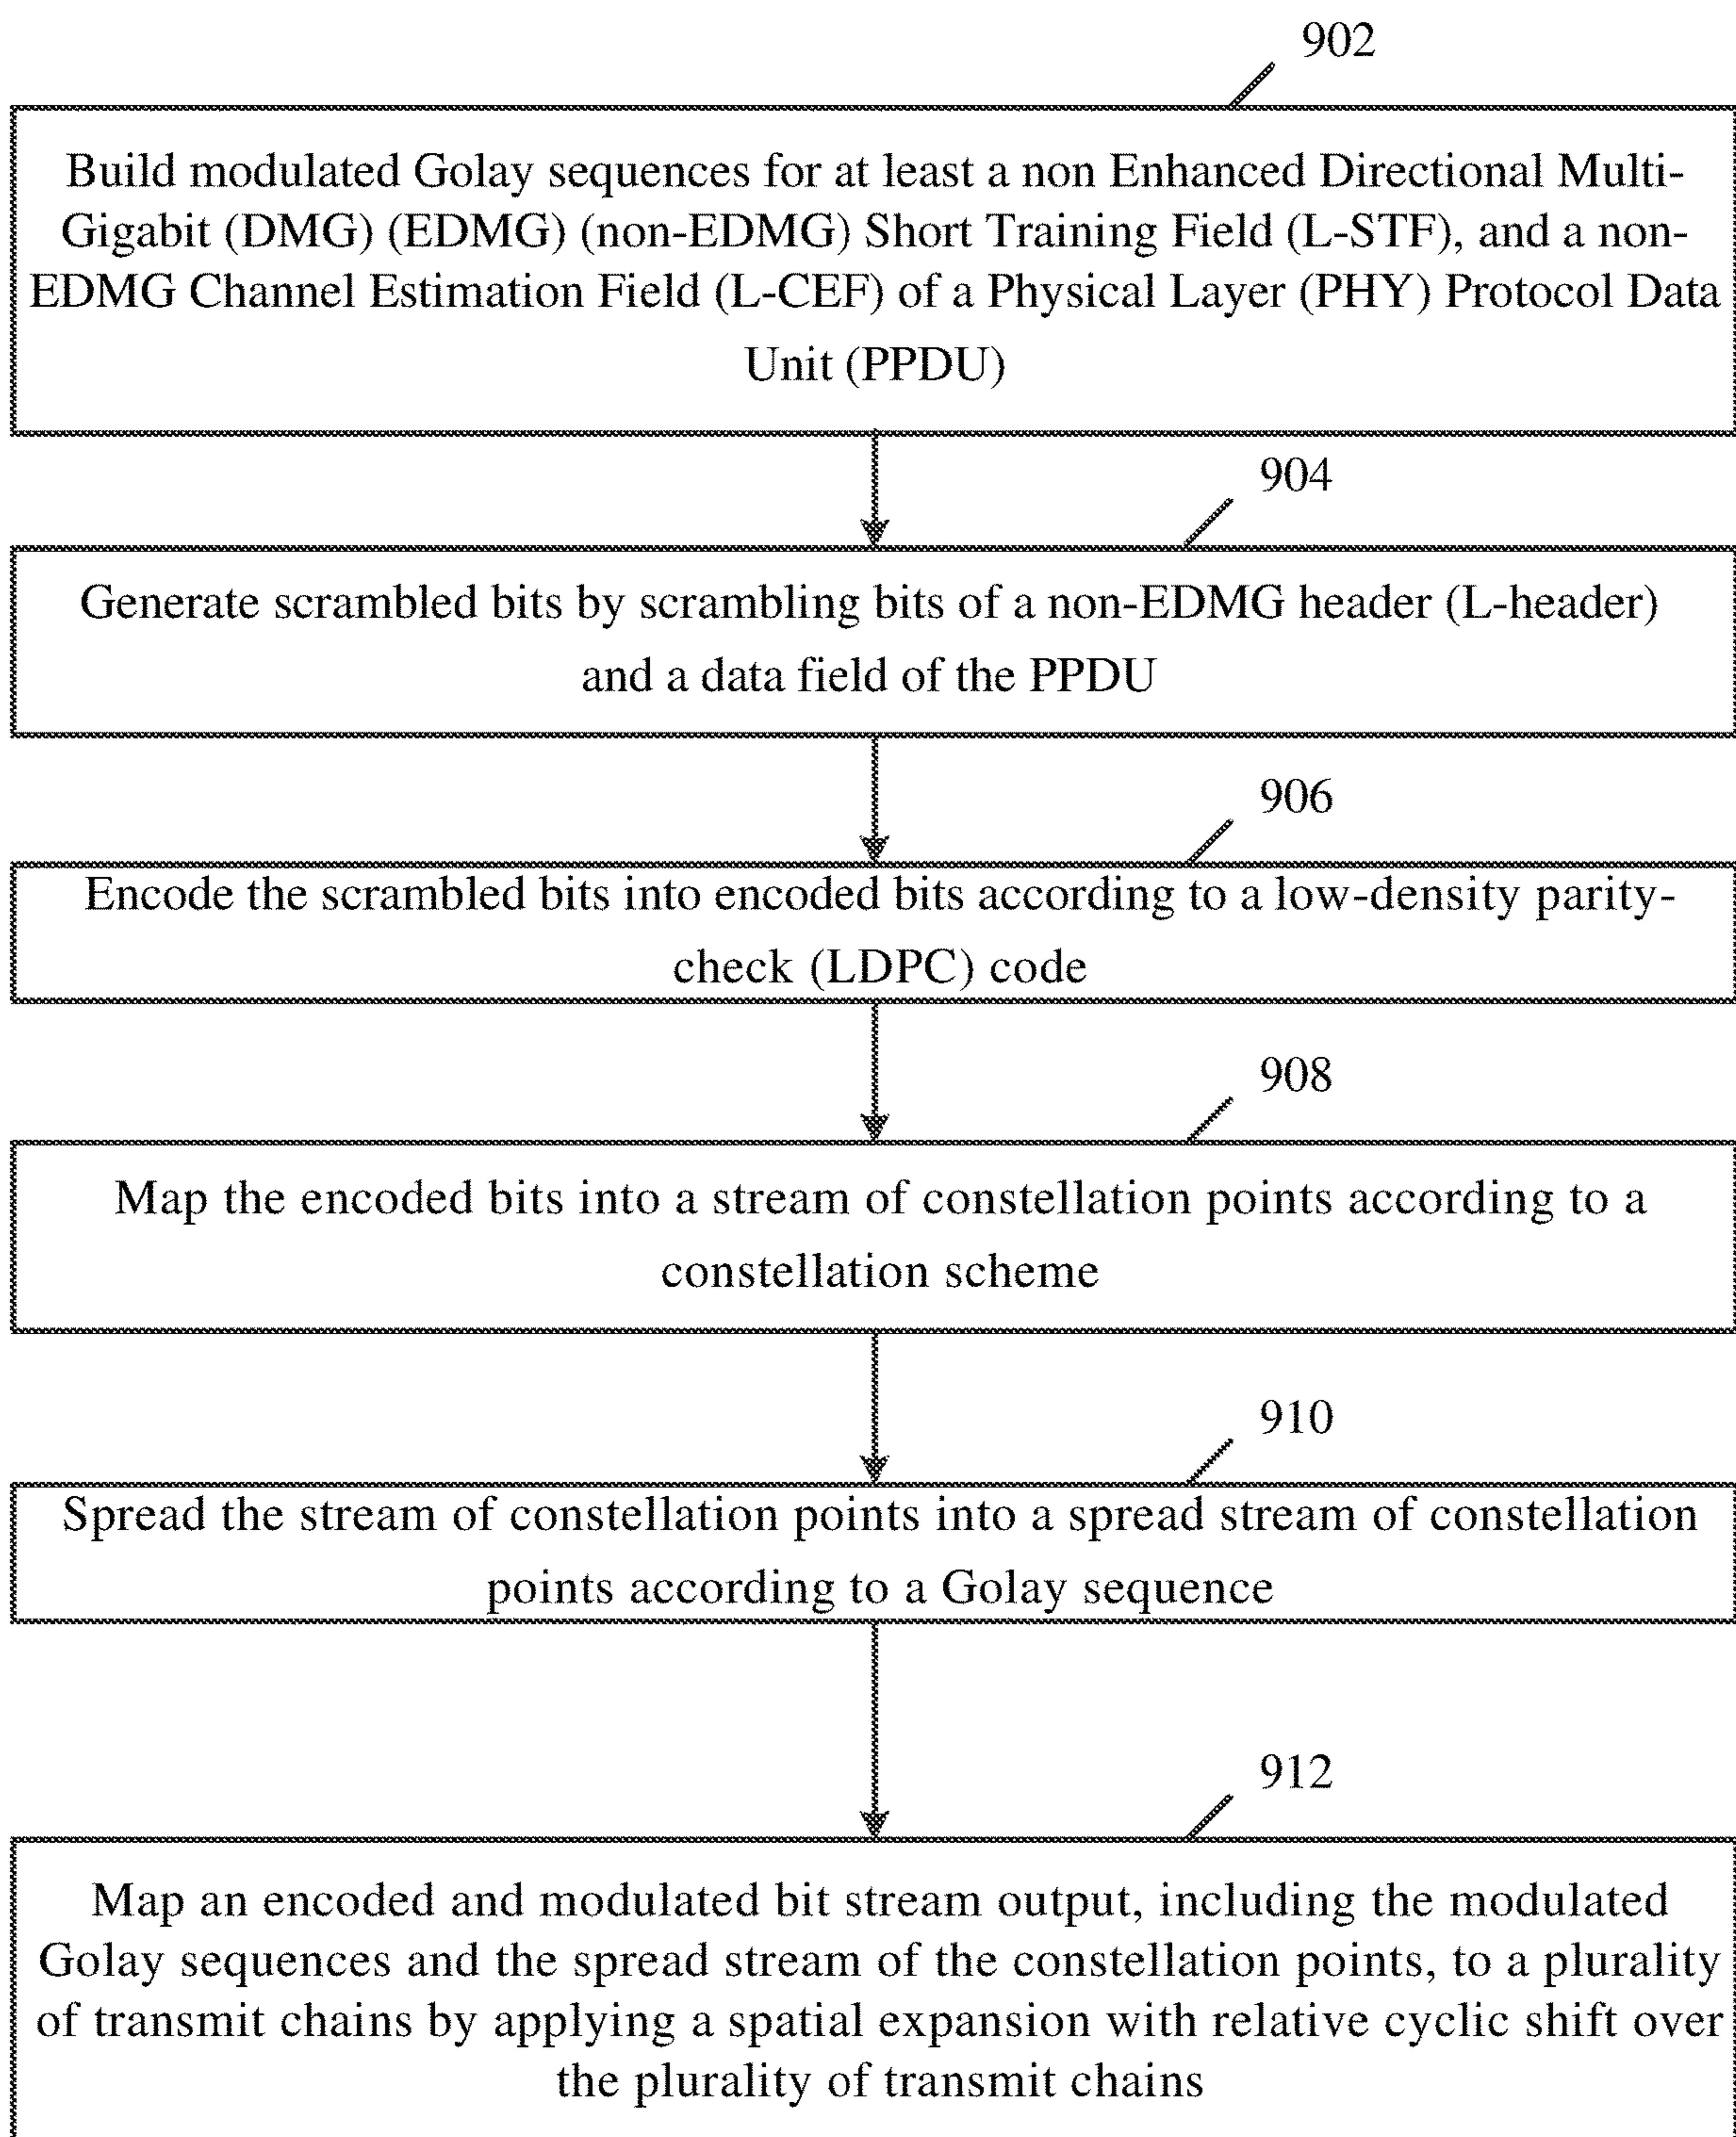 902
Build modulated Golay sequences for at least a non Enhanced Directional Multi-
Gigabit (DMG) (EDMG) (non-EDMG) Short Training Field (L-STF), and a non-
EDMG Channel Estimation Field (L-CEF) of a Physical Layer (PHY) Protocol Data
Unit (PPDU)
904
Generate scrambled bits by scrambling bits of a non-EDMG header (L-header)
and a data field of the PPDU
906
Encode the scrambled bits into encoded bits according to a low-density parity-
check (LDPC) code
908
Map the encoded bits into a stream of constellation points according to a
constellation scheme
910
Spread the stream of constellation points into a spread stream of constellation
points according to a Golay sequence
912
Map an encoded and modulated bit stream output, including the modulated
Golay sequences and the spread stream of the constellation points, to a plurality
of transmit chains by applying a spatial expansion with relative cyclic shift over
the plurality of transmit chains